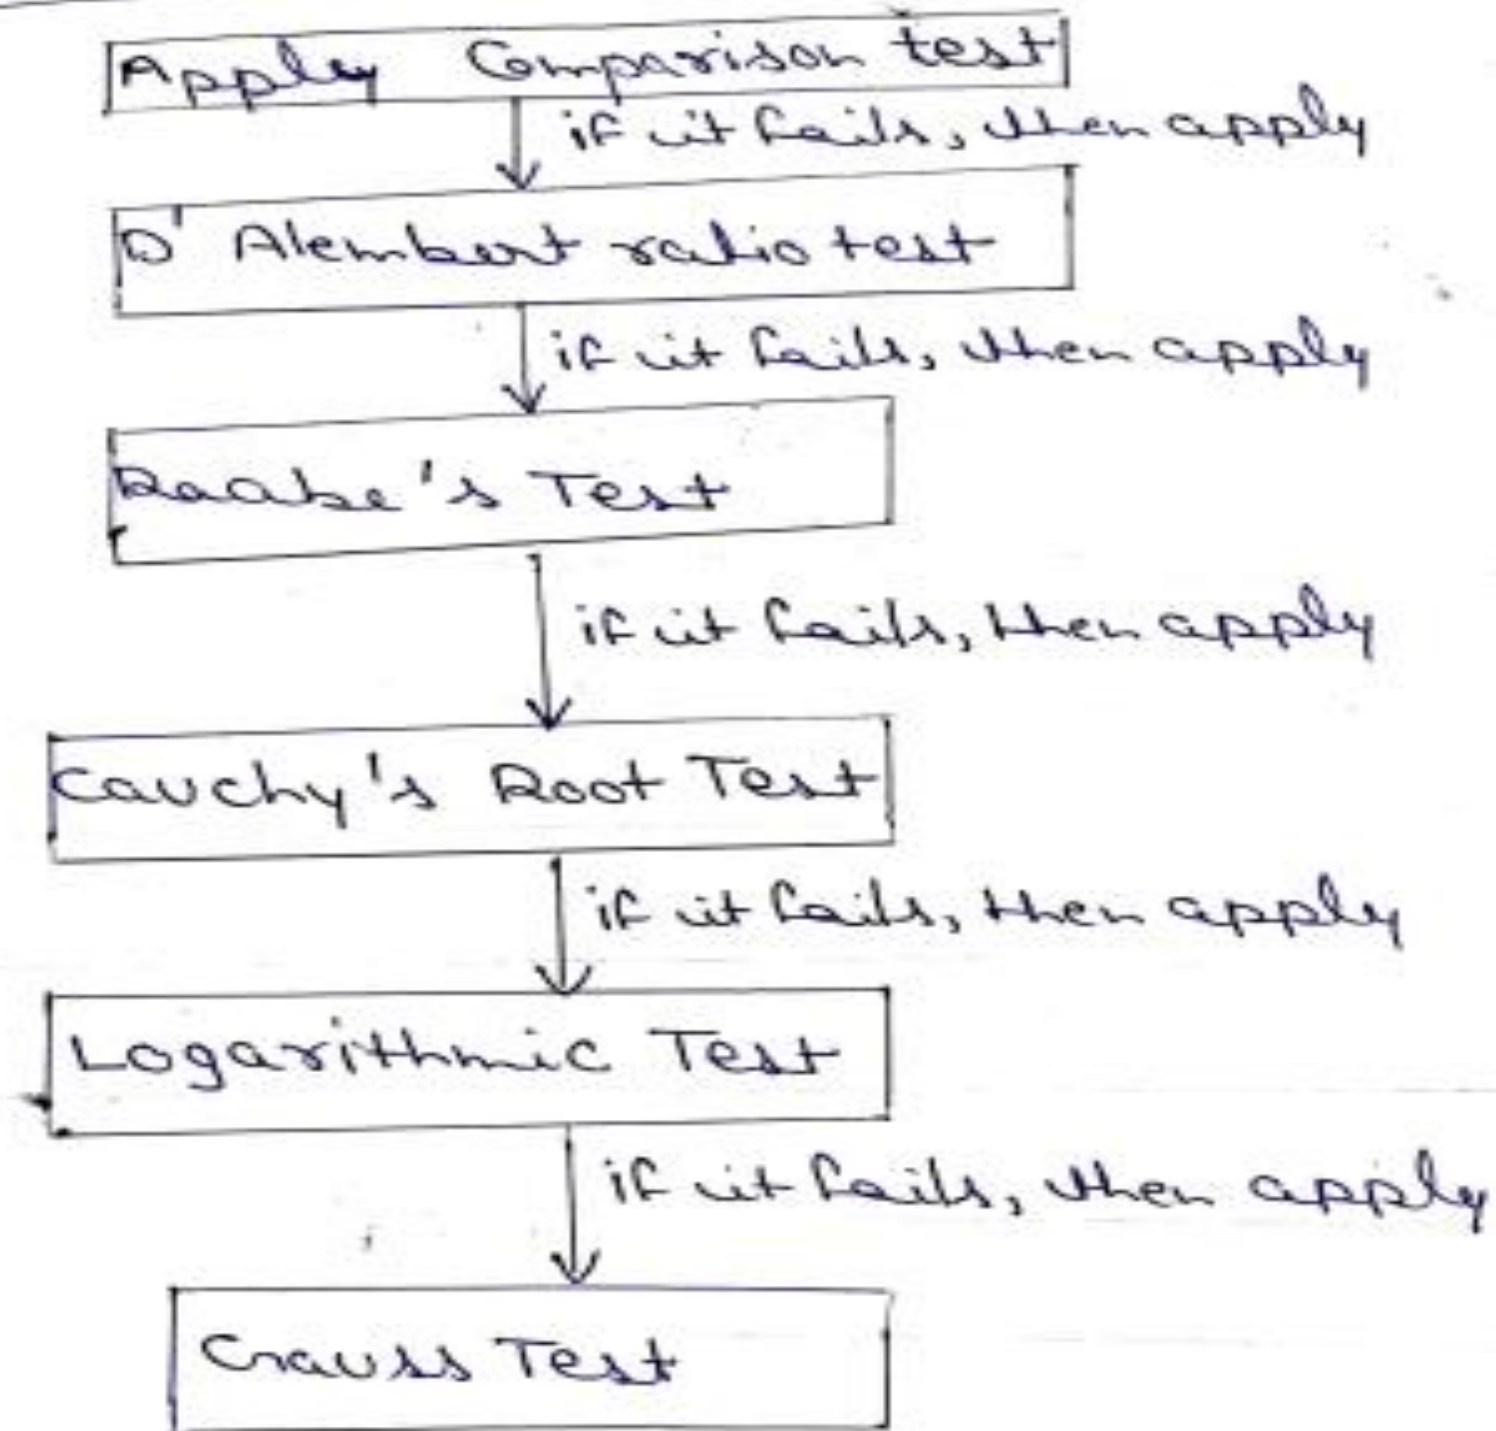 Apply Comparison test
if it fails, then apply
D' Alembert ratio test
if it fails, then apply
Raabe's Test
if it fails, then apply
Cauchy's Root Test
if it fails, then apply
Logarithmic Test
if it fails, then apply
Gauss Test